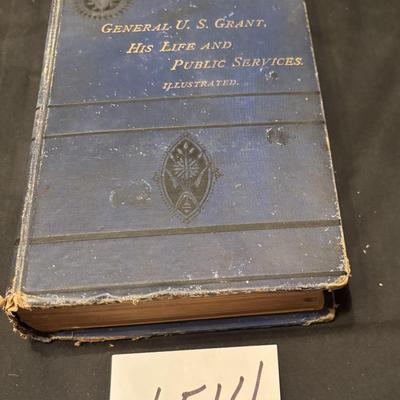 General U. S. Grant,
His Life and
Public Services.
Illustrated.